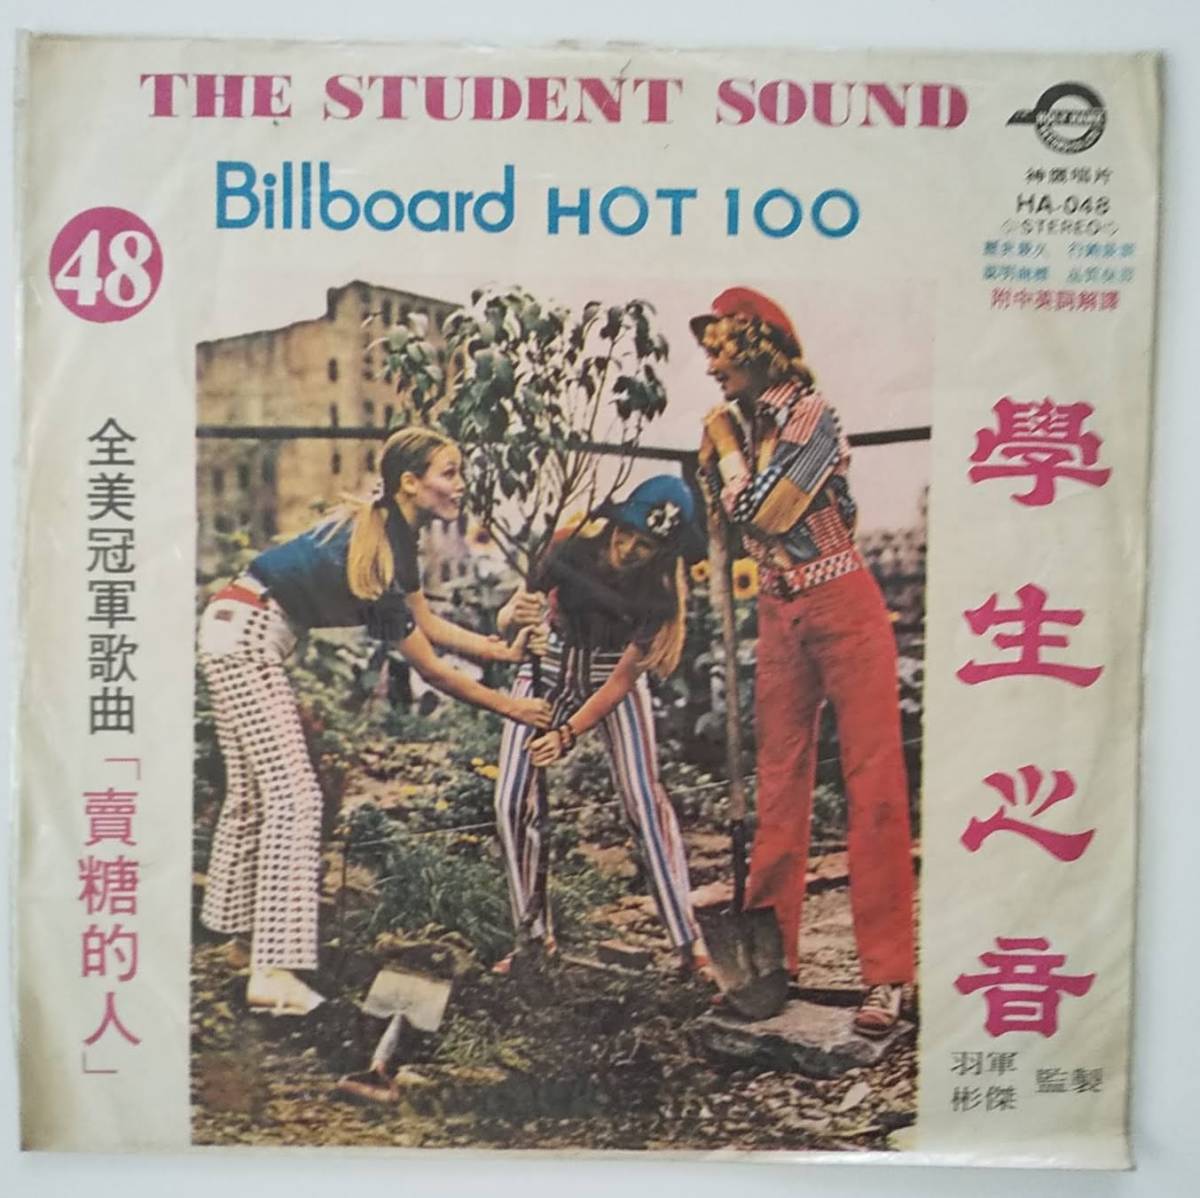 THE STUDENT SOUND
Billboard HOT 100
48
神鷹唱片
HA-048
STEREO
附中英詞解譯
全美冠軍歌曲「賣糖的人」
學生心音
羽軍
彬傑
監製